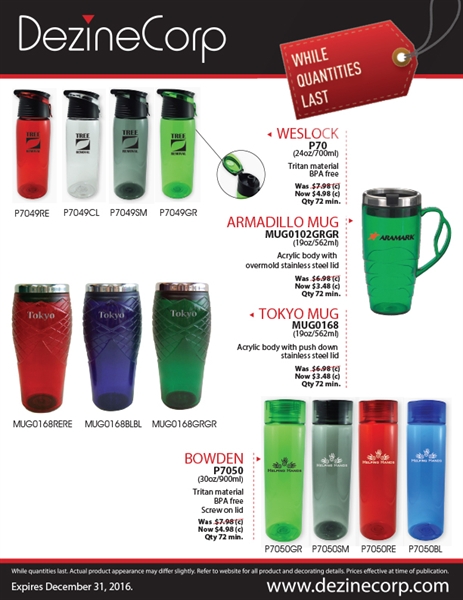 DezineCorp
WHILE
QUANTITIES
LAST
TREE
TREE
TREE
TREE
P7049RE
P7049CL
P7049SM
P7049GR
WESLOCK
P70
(24oz/700ml)
Tritan material
BPA free
Was $7.98 (c)
Now $4.98 (c)
Qty 72 min.
ARMADILLO MUG
MUG0102GRGR
(19oz/562ml)
Acrylic body with
overmold stainless steel lid
Was $6.98 (c)
Now $3.48 (c)
Qty 72 min.
ARAMARK
Tokyo
Tokyo
Tokyo
MUG0168RERE
MUG0168BLBL
MUG0168GRGR
TOKYO MUG
MUG0168
(19oz/562ml)
Acrylic body with push down
stainless steel lid
Was $6.98 (c)
Now $3.48 (c)
Qty 72 min.
BOWDEN
P7050
(30oz/900ml)
Tritan material
BPA free
Screw on lid
Was $7.98 (c)
Now $4.98 (c)
Qty 72 min.
HELPING HANDS
HELPING HANDS
HELPING HANDS
HELPING HANDS
P7050GR
P7050SM
P7050RE
P7050BL
While quantities last. Actual product appearance may differ slightly. Refer to website for all product and decorating details. Prices effective at time of publication.
Expires December 31, 2016.
www.dezinecorp.com